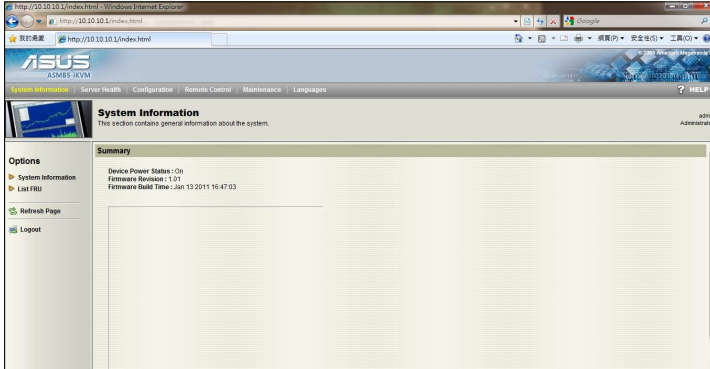 http://10.10.10.1/index.html - Windows Internet Explorer
http://10.10.10.1/index.html
Google
我的最愛
http://10.10.10.1/index.html
網頁(P)
安全性(S)
工具(O)
ASUS
ASMB5-iKVM
System Information
Server Health
Configuration
Remote Control
Maintenance
Languages
? HELP
System Information
This section contains general information about the system.
Options
System Information
List FRU
Refresh Page
Logout
Summary
Device Power Status : On
Firmware Revision : 1.01
Firmware Build Time : Jan 13 2011 16:47:03